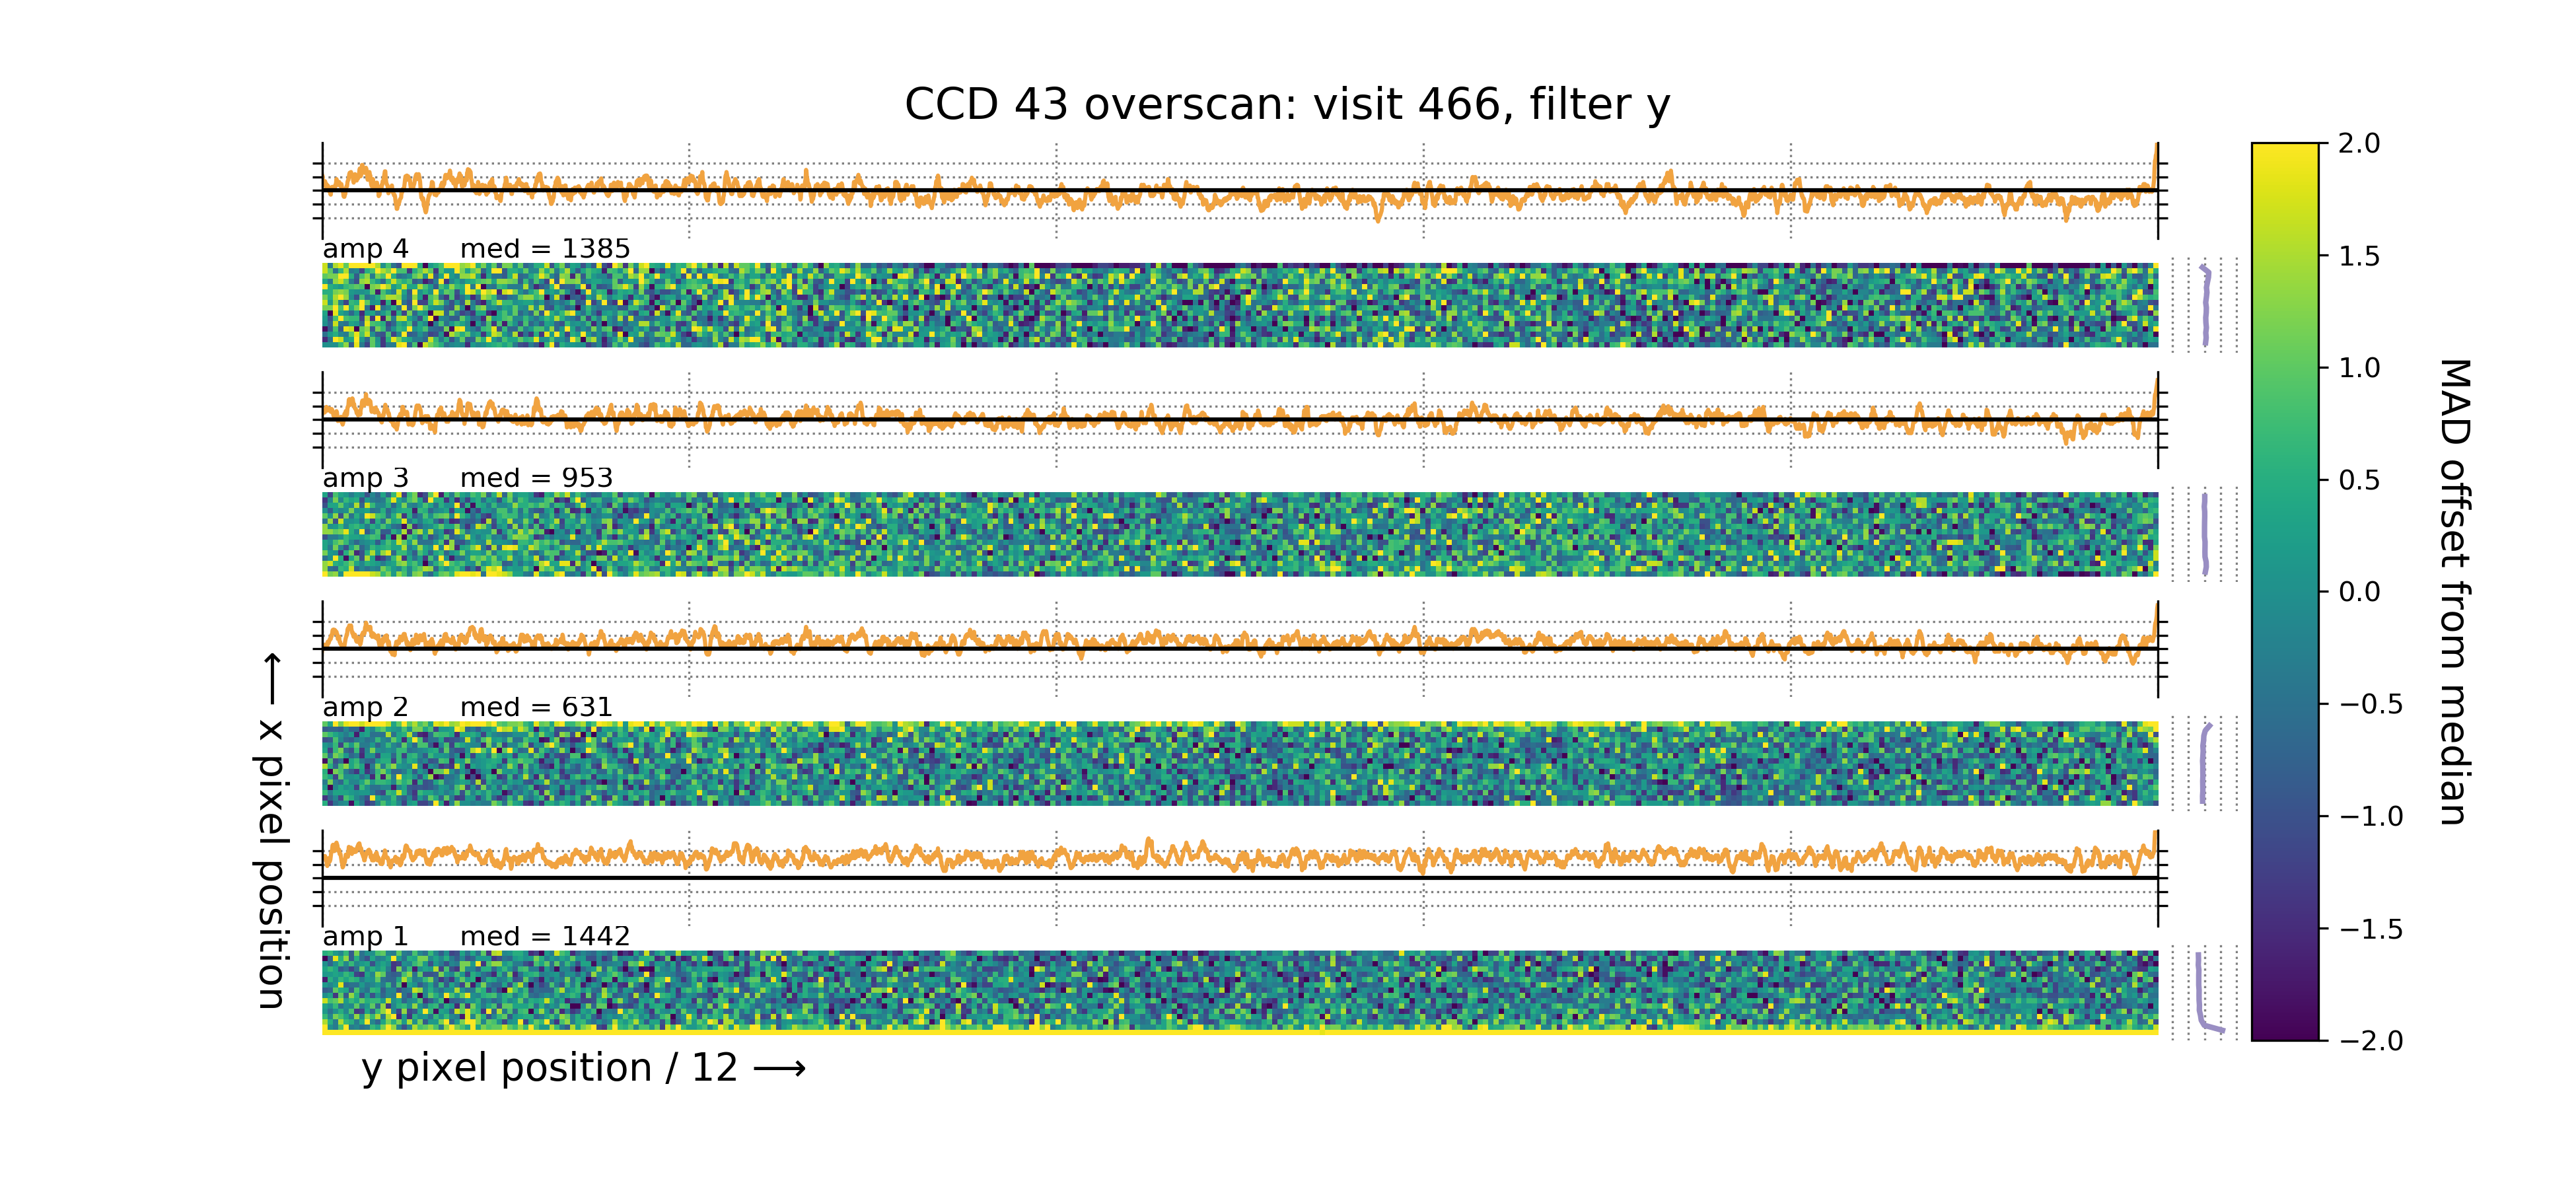 CCD 43 overscan: visit 466, filter y
amp 4 med = 1385
amp 3 med = 953
amp 2 med = 631
amp 1 med = 1442
x pixel position ⟶
y pixel position / 12 ⟶
2.0
1.5
1.0
0.5
0.0
−0.5
−1.0
−1.5
−2.0
MAD offset from median